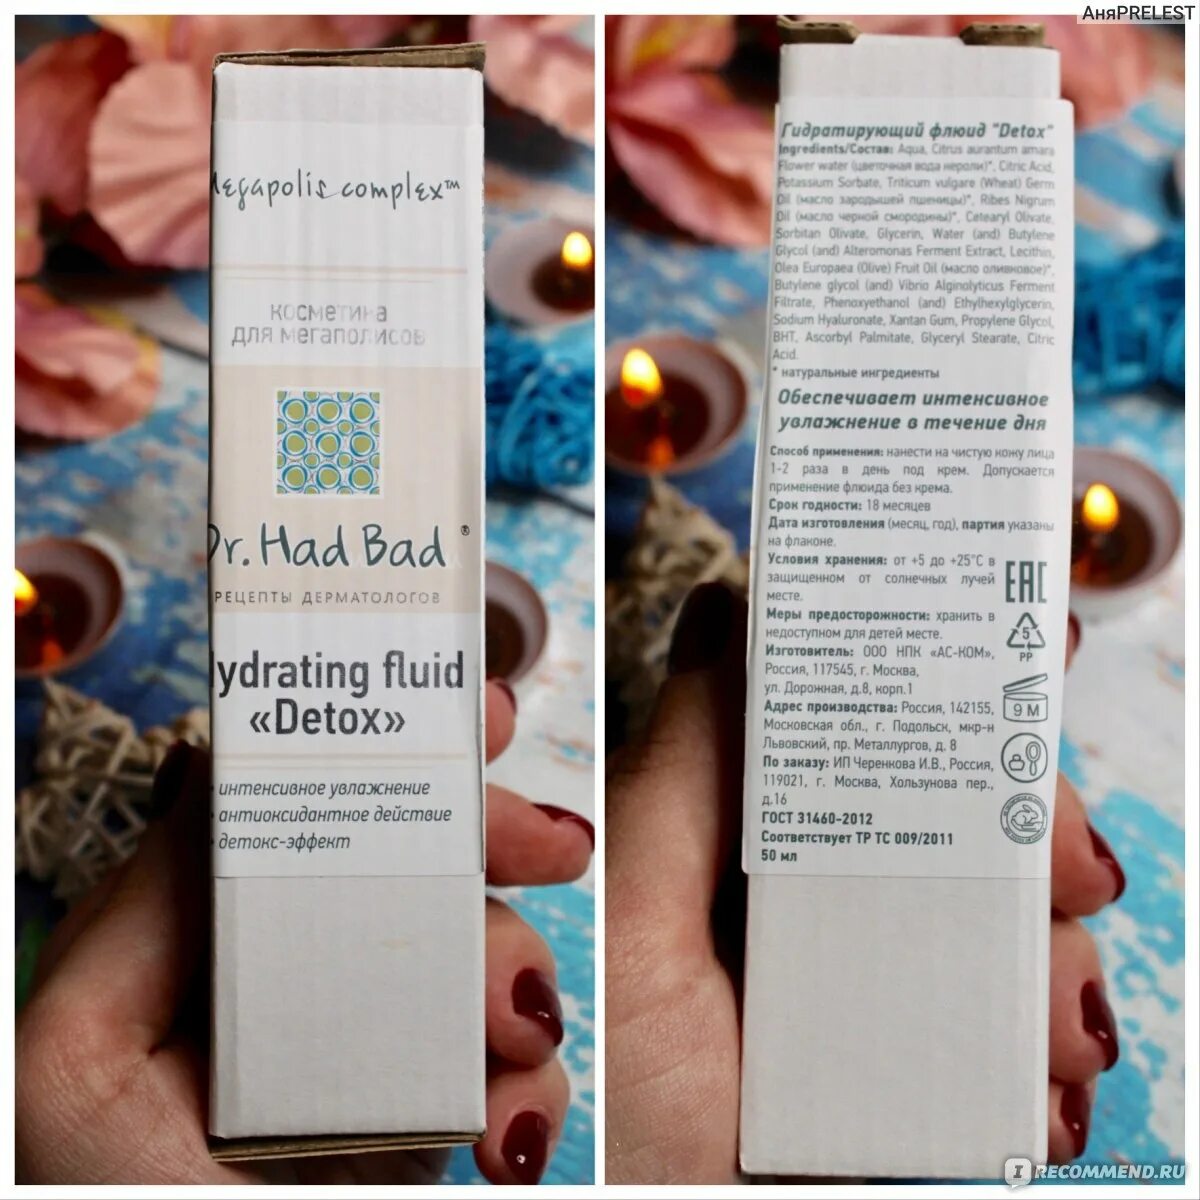 АняPRELEST
Megapolis complex™
косметика
для мегаполисов
Dr. Had Bad®
РЕЦЕПТЫ ДЕРМАТОЛОГОВ
ydrating fluid
«Detox»
интенсивное увлажнение
• антиоксидантное действие
• детокс-эффект
Гидратирующий флюид "Detox"
Ingredients/Состав: Aqua, Citrus aurantum amara
Flower water (цветочная вода нероли)*, Citric Acid,
Potassium Sorbate, Triticum vulgare (Wheat) Germ
Oil (масло зародышей пшеницы)*, Ribes Nigrum
Oil (масло черной смородины)*, Cetearyl Olivate,
Sorbitan Olivate, Glycerin, Water (and) Butylene
Glycol (and) Alteromonas Ferment Extract, Lecithin,
Olea Europaea (Olive) Fruit Oil (масло оливковое)*,
Butylene glycol (and) Vibrio Alginolyticus Ferment
Filtrate, Phenoxyethanol (and) Ethylhexylglycerin,
Sodium Hyaluronate, Xantan Gum, Propylene Glycol,
BHT, Ascorbyl Palmitate, Glyceryl Stearate, Citric
Acid.
* натуральные ингредиенты
Обеспечивает интенсивное
увлажнение в течение дня
Способ применения: нанести на чистую кожу лица
1-2 раза в день под крем. Допускается
применение флюида без крема.
Срок годности: 18 месяцев
Дата изготовления (месяц, год), партия указаны
на флаконе.
Условия хранения: от +5 до +25°С в
защищенном от солнечных лучей
месте.
Меры предосторожности: хранить в
недоступном для детей месте.
Изготовитель: ООО НПК «АС-КОМ»,
Россия, 117545, г. Москва,
ул. Дорожная, д.8, корп.1
Адрес производства: Россия, 142155,
Московская обл., г. Подольск, мкр-н
Львовский, пр. Металлургов, д. 8
По заказу: ИП Черенкова И.В., Россия,
119021, г. Москва, Хользунова пер.,
д.16
ГОСТ 31460-2012
Соответствует ТР ТС 009/2011
50 мл
EAC
5
PP
9 M
IRECOMMEND.RU